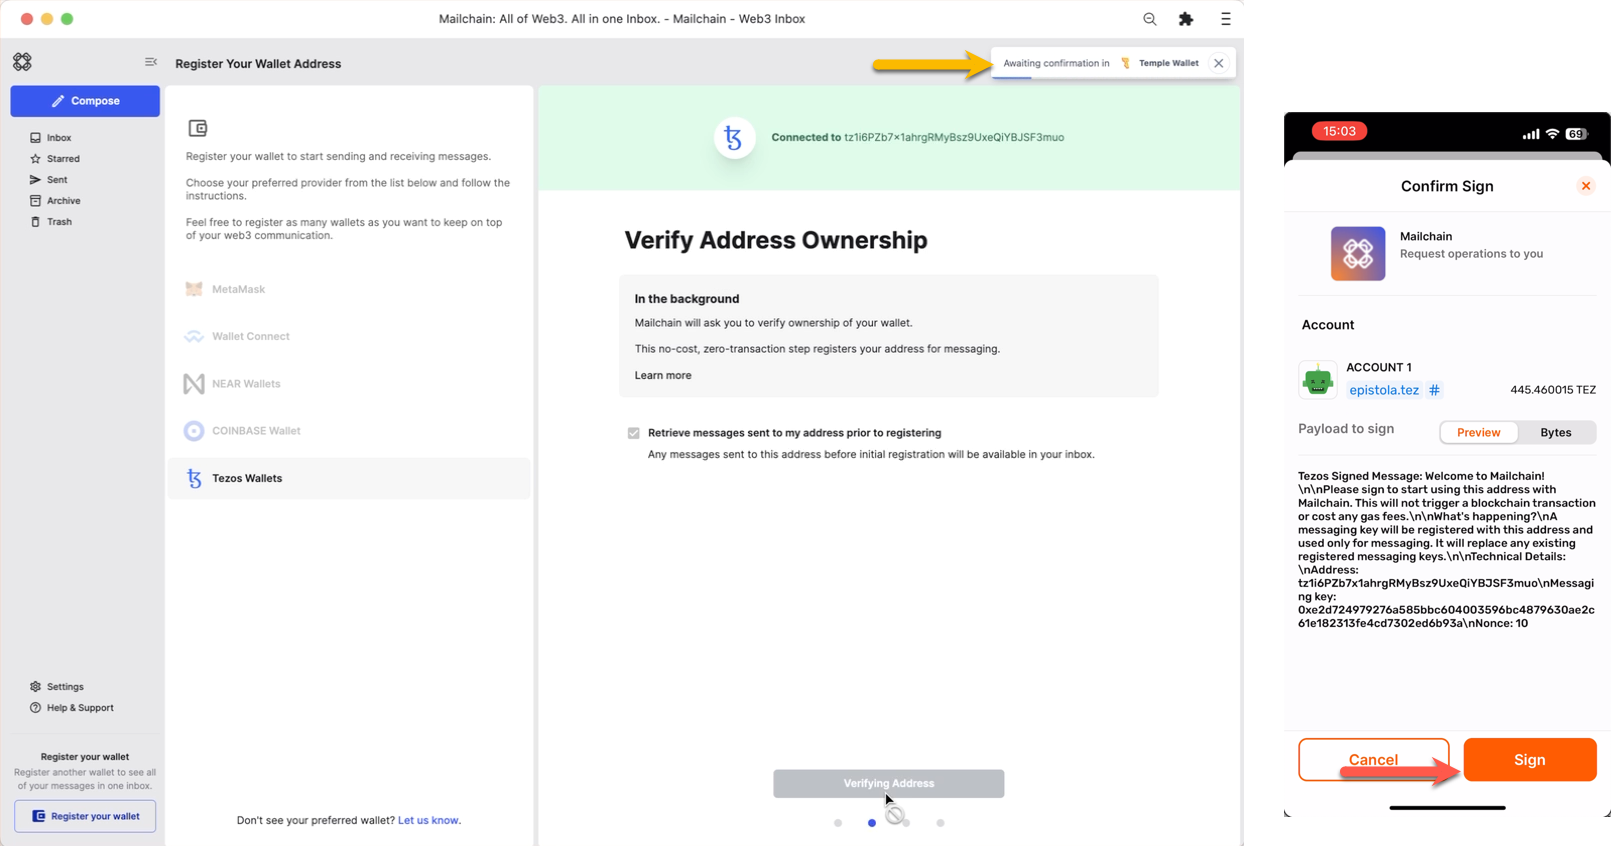 Mailchain: All of Web3. All in one Inbox. - Mailchain - Web3 Inbox
Register Your Wallet Address
Awaiting confirmation in Temple Wallet
Compose
Inbox
Starred
Sent
Archive
Trash
Settings
Help & Support
Register your wallet
Register another wallet to see all
of your messages in one inbox.
Register your wallet
Register your wallet to start sending and receiving messages.
Choose your preferred provider from the list below and follow the
instructions.
Feel free to register as many wallets as you want to keep on top
of your web3 communication.
MetaMask
Wallet Connect
NEAR Wallets
COINBASE Wallet
Tezos Wallets
Don't see your preferred wallet? Let us know.
Connected to tz1i6PZb7×1ahrgRMyBsz9UxeQiYBJSF3muo
Verify Address Ownership
In the background
Mailchain will ask you to verify ownership of your wallet.
This no-cost, zero-transaction step registers your address for messaging.
Learn more
Retrieve messages sent to my address prior to registering
Any messages sent to this address before initial registration will be available in your inbox.
Verifying Address
15:03
69
Confirm Sign
Mailchain
Request operations to you
Account
ACCOUNT 1
epistola.tez #
445.460015 TEZ
Payload to sign
Preview
Bytes
Tezos Signed Message: Welcome to Mailchain!
\n\nPlease sign to start using this address with
Mailchain. This will not trigger a blockchain transaction
or cost any gas fees.\n\nWhat's happening?\nA
messaging key will be registered with this address and
used only for messaging. It will replace any existing
registered messaging keys.\n\nTechnical Details:
\nAddress:
tz1i6PZb7x1ahrgRMyBsz9UxeQiYBJSF3muo\nMessagi
ng key:
0xe2d724979276a585bbc604003596bc4879630ae2c
61e182313fe4cd7302ed6b93a\nNonce: 10
Cancel
Sign